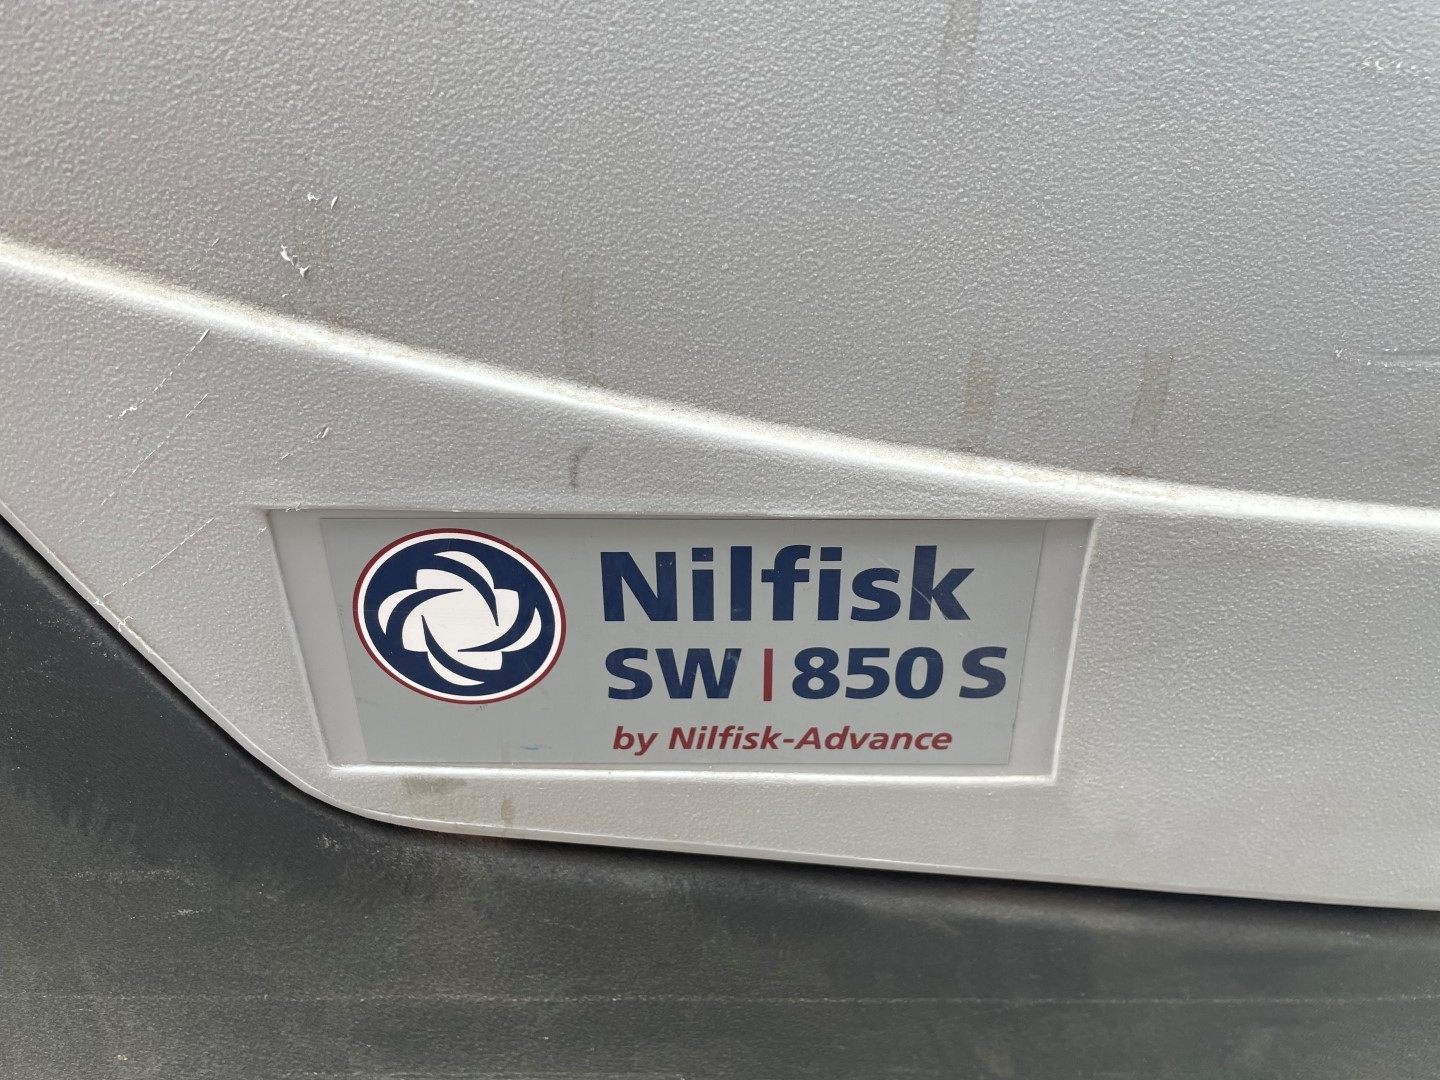 Nilfisk
SW | 850 S
by Nilfisk-Advance